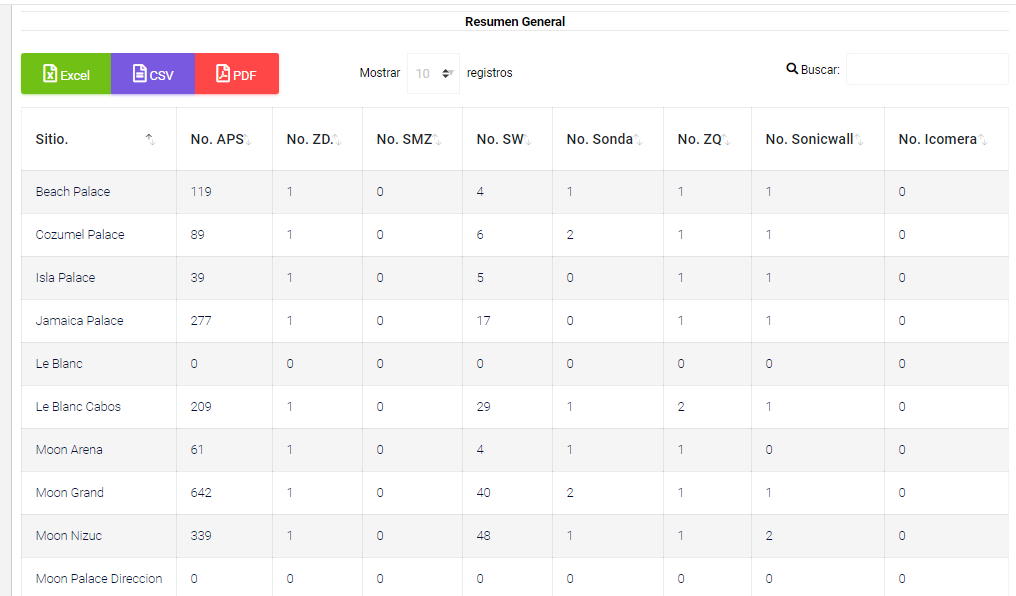 Resumen General
Excel CSV PDF Mostrar 10 registros Buscar:
Sitio. No. APS No. ZD. No. SMZ No. SW No. Sonda No. ZQ No. Sonicwall No. Icomera
Beach Palace 119 1 0 4 1 1 1 0
Cozumel Palace 89 1 0 6 2 1 1 0
Isla Palace 39 1 0 5 0 1 1 0
Jamaica Palace 277 1 0 17 0 1 1 0
Le Blanc 0 0 0 0 0 0 0 0
Le Blanc Cabos 209 1 0 29 1 2 1 0
Moon Arena 61 1 0 4 1 1 0 0
Moon Grand 642 1 0 40 2 1 1 0
Moon Nizuc 339 1 0 48 1 1 2 0
Moon Palace Direccion 0 0 0 0 0 0 0 0